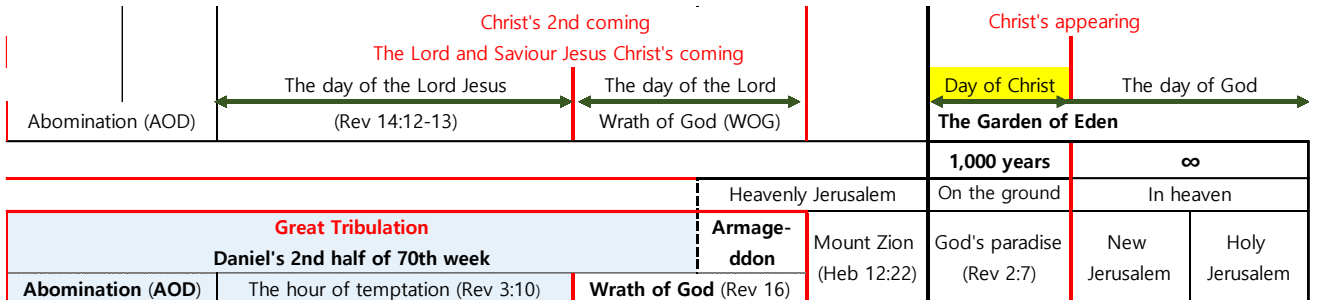 Christ's 2nd coming
Christ's appearing
The Lord and Saviour Jesus Christ's coming
The day of the Lord Jesus
The day of the Lord
Day of Christ
The day of God
Abomination (AOD)
(Rev 14:12-13)
Wrath of God (WOG)
The Garden of Eden
1,000 years
∞
Heavenly Jerusalem
On the ground
In heaven
Great Tribulation
Daniel's 2nd half of 70th week
Armage-
ddon
Mount Zion
(Heb 12:22)
God's paradise
(Rev 2:7)
New
Jerusalem
Holy
Jerusalem
Abomination (AOD)
The hour of temptation (Rev 3:10)
Wrath of God (Rev 16)